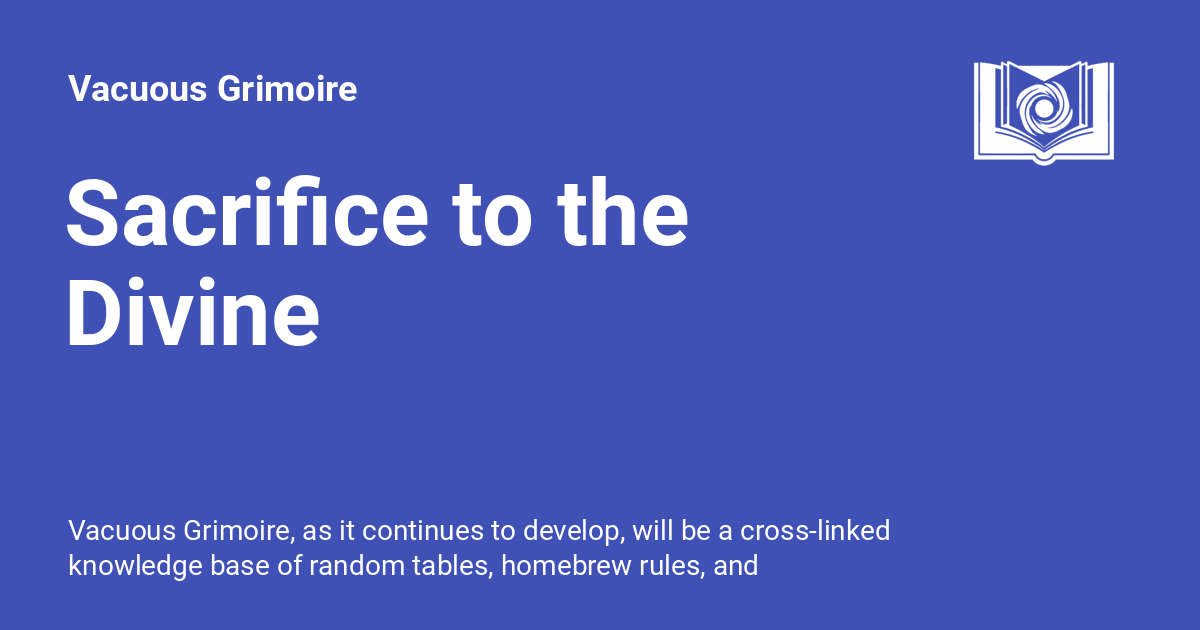 Vacuous Grimoire
Sacrifice to the
Divine
Vacuous Grimoire, as it continues to develop, will be a cross-linked
knowledge base of random tables, homebrew rules, and